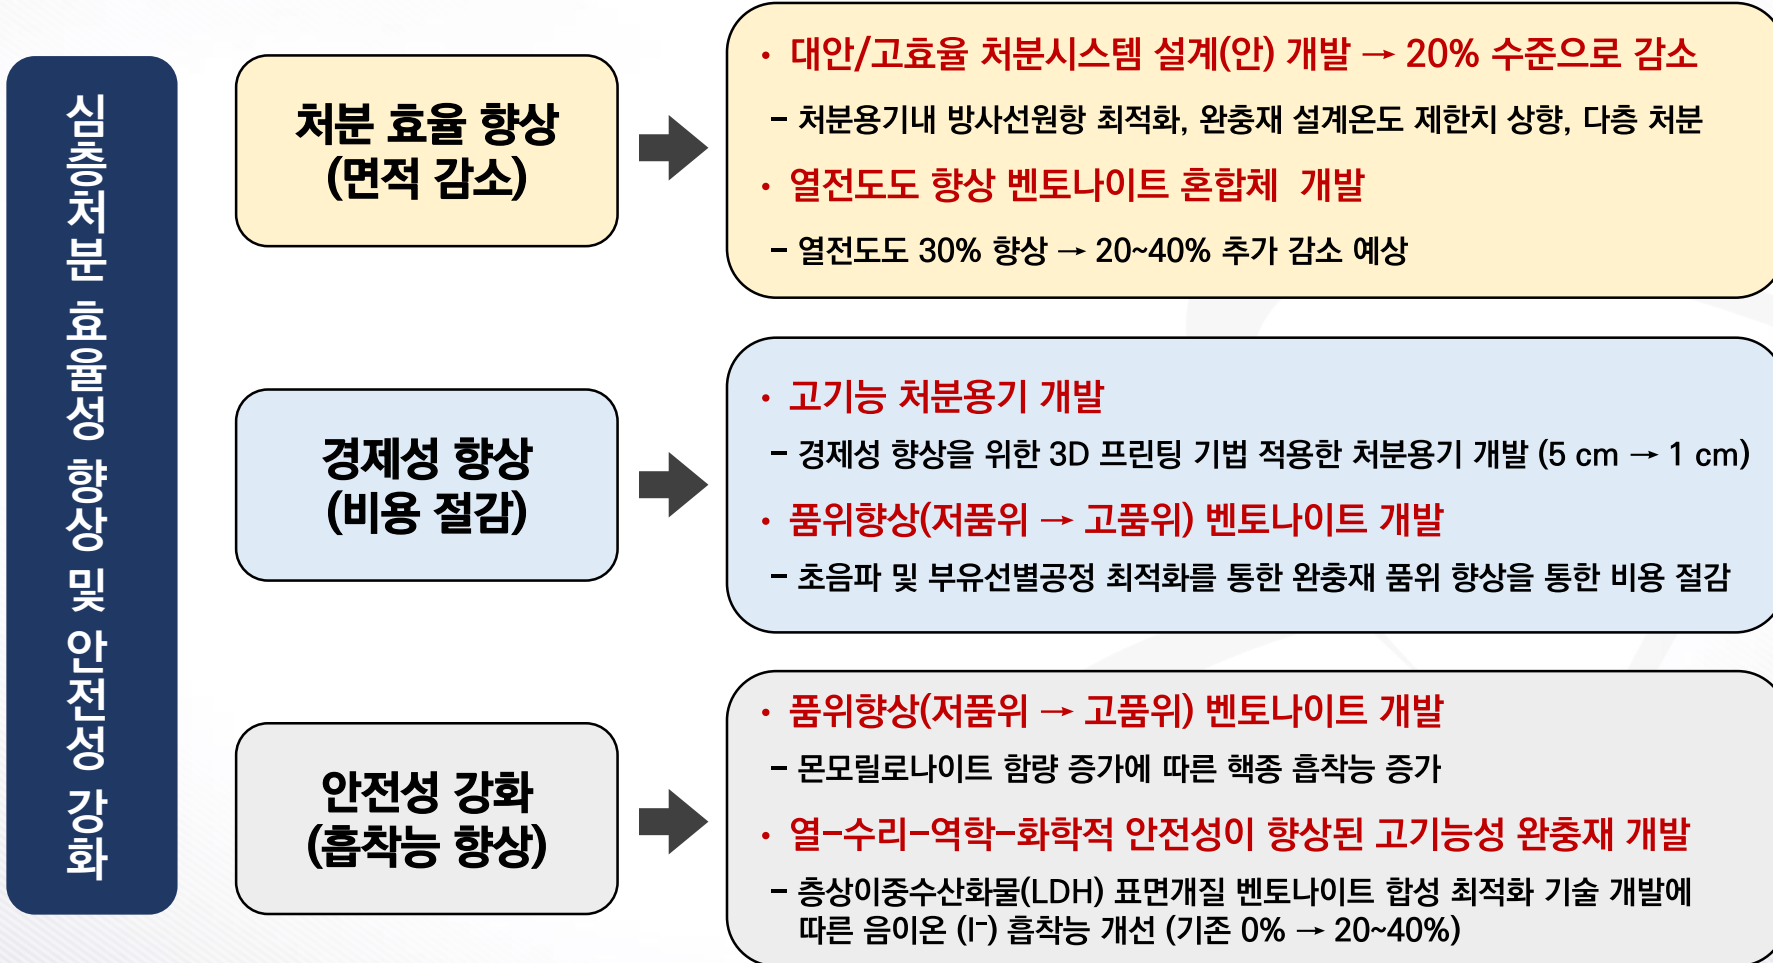 심층처분 효율성 향상 및 안전성 강화
처분 효율 향상
(면적 감소)
• 대안/고효율 처분시스템 설계(안) 개발 → 20% 수준으로 감소
- 처분용기내 방사선원항 최적화, 완충재 설계온도 제한치 상향, 다층 처분
• 열전도도 향상 벤토나이트 혼합체 개발
- 열전도도 30% 향상 → 20~40% 추가 감소 예상
경제성 향상
(비용 절감)
• 고기능 처분용기 개발
- 경제성 향상을 위한 3D 프린팅 기법 적용한 처분용기 개발 (5 cm → 1 cm)
• 품위향상(저품위 → 고품위) 벤토나이트 개발
- 초음파 및 부유선별공정 최적화를 통한 완충재 품위 향상을 통한 비용 절감
안전성 강화
(흡착능 향상)
• 품위향상(저품위 → 고품위) 벤토나이트 개발
- 몬모릴로나이트 함량 증가에 따른 핵종 흡착능 증가
• 열-수리-역학-화학적 안전성이 향상된 고기능성 완충재 개발
- 층상이중수산화물(LDH) 표면개질 벤토나이트 합성 최적화 기술 개발에
따른 음이온 (I⁻) 흡착능 개선 (기존 0% → 20~40%)